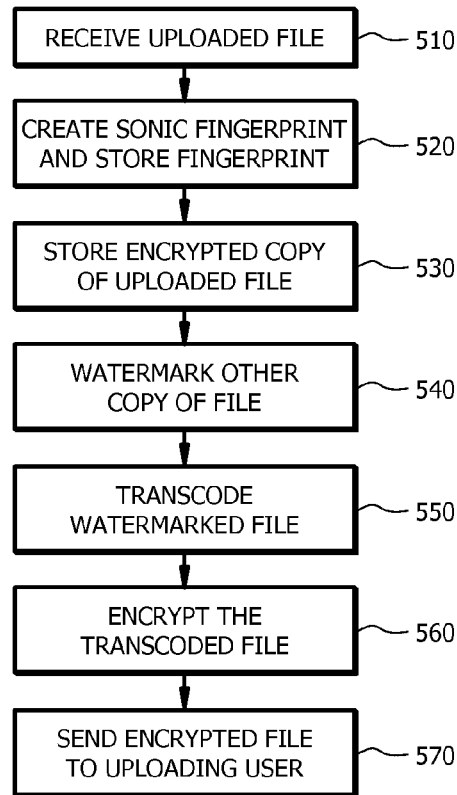 RECEIVE UPLOADED FILE
510
CREATE SONIC FINGERPRINT
AND STORE FINGERPRINT
520
STORE ENCRYPTED COPY
OF UPLOADED FILE
530
WATERMARK OTHER
COPY OF FILE
540
TRANSCODE
WATERMARKED FILE
550
ENCRYPT THE
TRANSCODED FILE
560
SEND ENCRYPTED FILE
TO UPLOADING USER
570